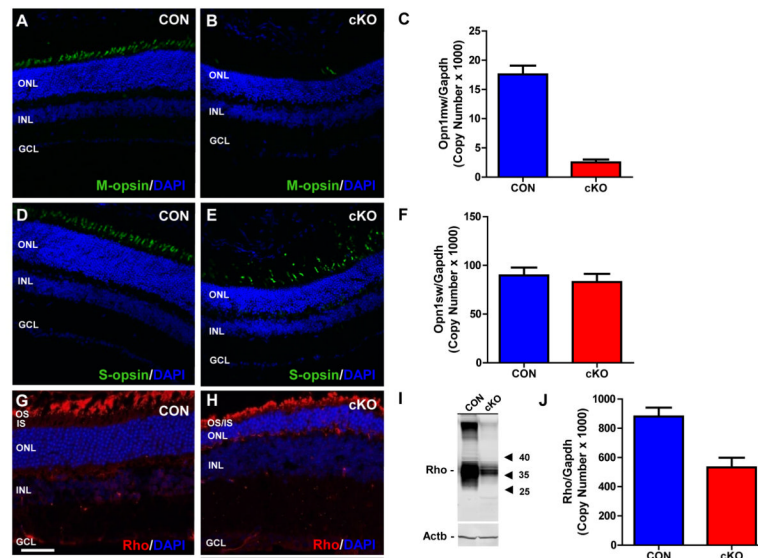 A CON
ONL
INL
GCL
M-opsin/DAPI
B cKO
ONL
INL
GCL
M-opsin/DAPI
C
Opn1mw/Gapdh
(Copy Number x 1000)
25
20
15
10
5
0
CON cKO
D CON
ONL
INL
GCL
S-opsin/DAPI
E cKO
ONL
INL
GCL
S-opsin/DAPI
F
Opn1sw/Gapdh
(Copy Number x 1000)
150
100
50
0
CON cKO
G CON
OS
IS
ONL
INL
GCL
Rho/DAPI
H cKO
OS/IS
ONL
INL
GCL
Rho/DAPI
I
CON cKO
40
Rho - 35
25
Actb -
J
Rho/Gapdh
(Copy Number x 1000)
1000
800
600
400
200
0
CON cKO